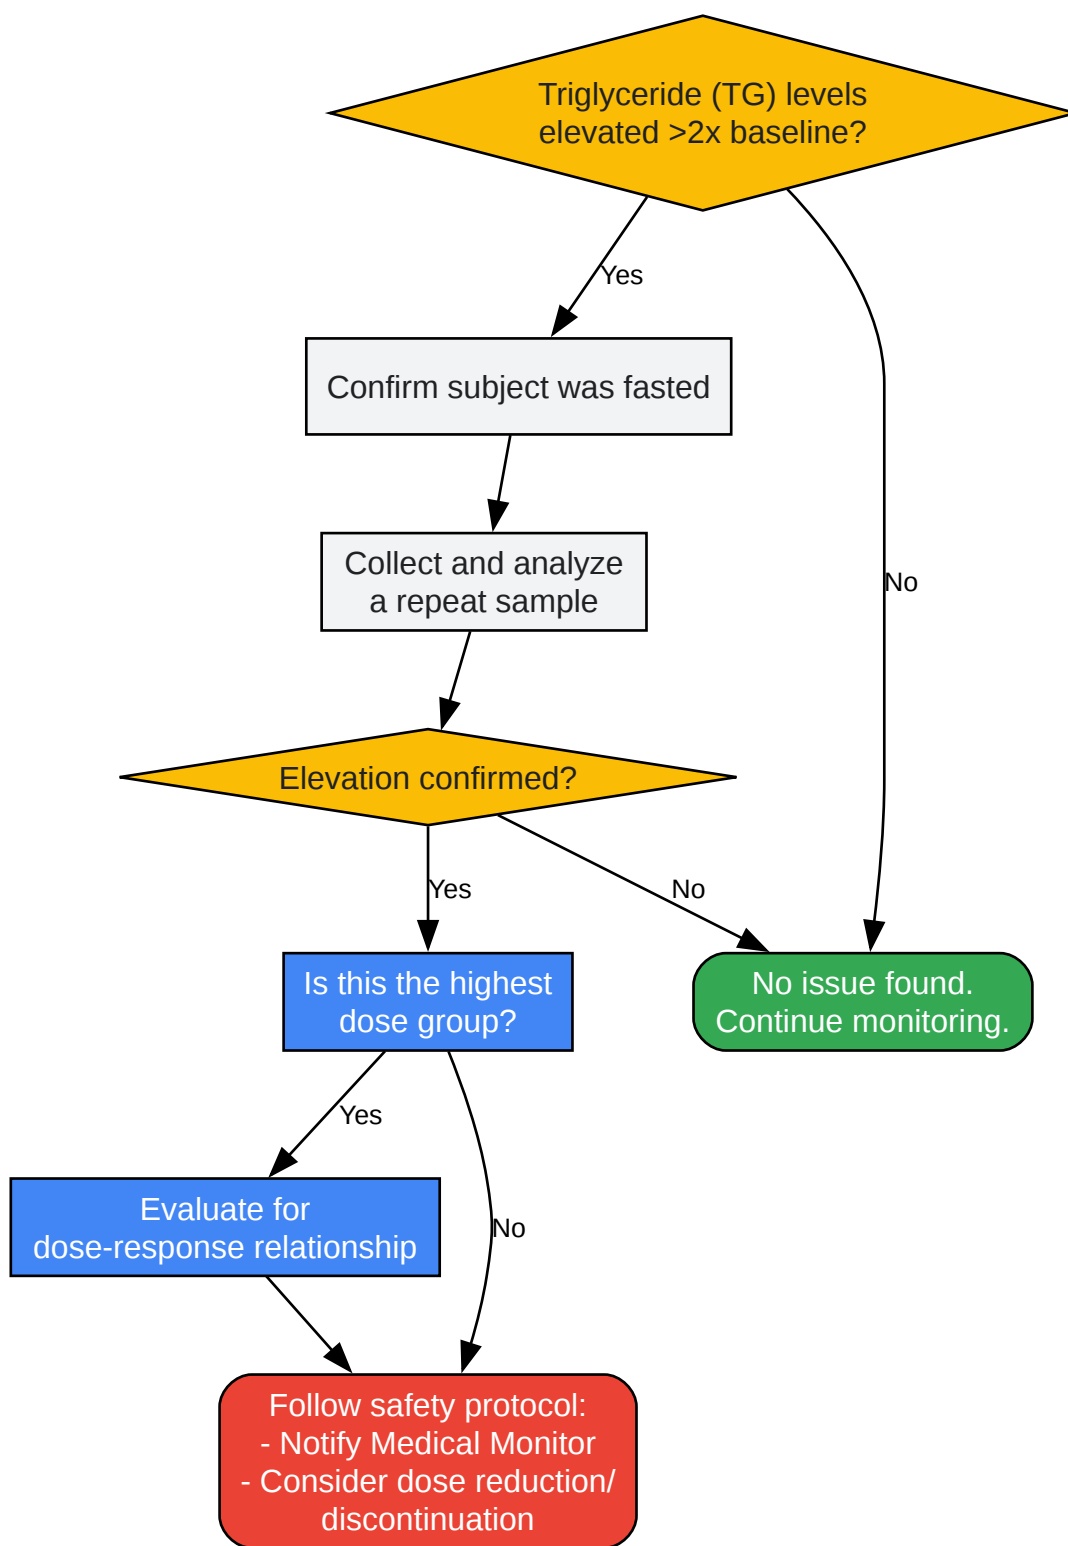 Triglyceride (TG) levels
elevated >2x baseline?
Yes
Confirm subject was fasted
Collect and analyze
a repeat sample
No
Elevation confirmed?
Yes
No
Is this the highest
dose group?
No issue found.
Continue monitoring.
Yes
Evaluate for
dose-response relationship
No
Follow safety protocol:
- Notify Medical Monitor
- Consider dose reduction/
discontinuation